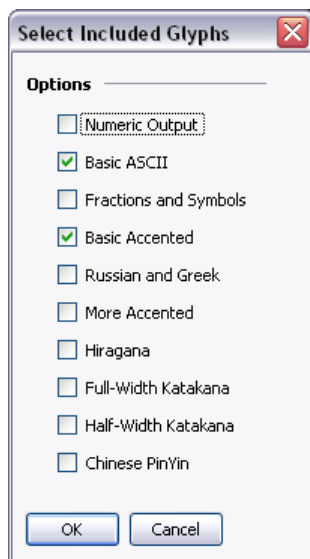 Select Included Glyphs
Options
Numeric Output
Basic ASCII
Fractions and Symbols
Basic Accented
Russian and Greek
More Accented
Hiragana
Full-Width Katakana
Half-Width Katakana
Chinese PinYin
OK Cancel